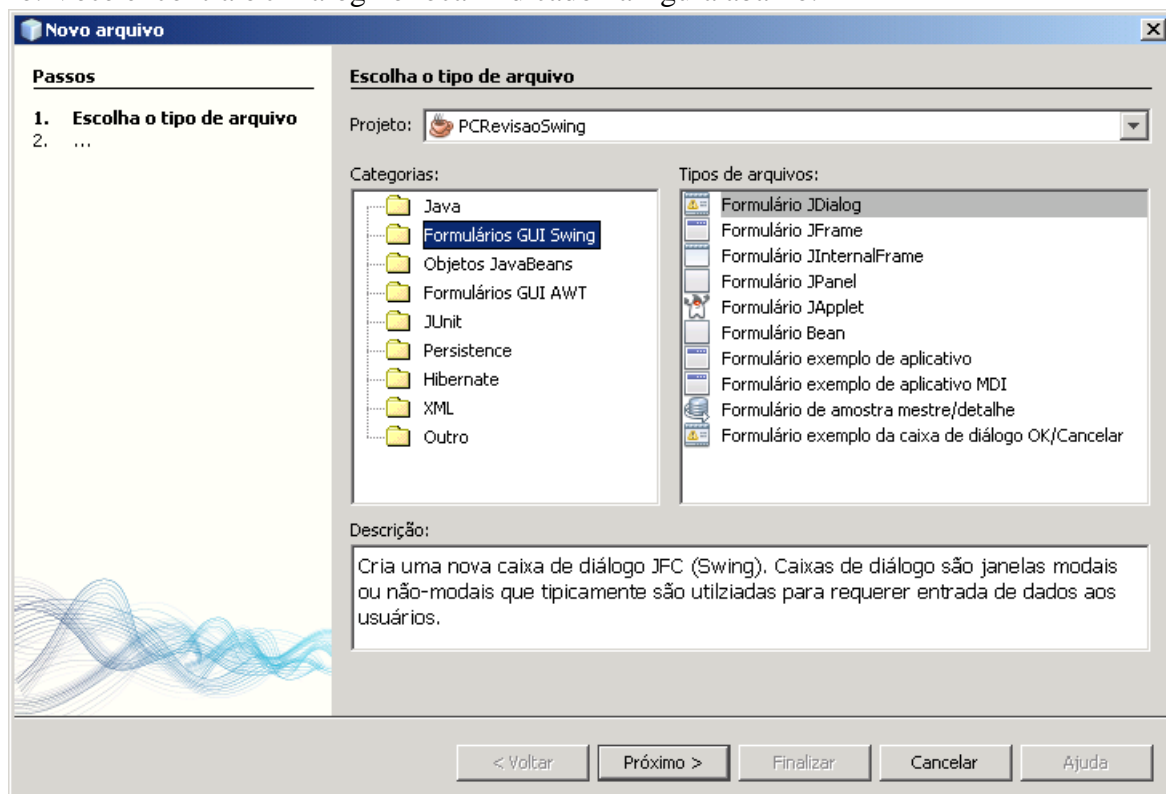 Novo arquivo
Passos
1. Escolha o tipo de arquivo
2. ...
Escolha o tipo de arquivo
Projeto: PCRevisaoSwing
Categorias:
Java
Formulários GUI Swing
Objetos JavaBeans
Formulários GUI AWT
JUnit
Persistence
Hibernate
XML
Outro
Tipos de arquivos:
Formulário JDialog
Formulário JFrame
Formulário JInternalFrame
Formulário JPanel
Formulário JApplet
Formulário Bean
Formulário exemplo de aplicativo
Formulário exemplo de aplicativo MDI
Formulário de amostra mestre/detalhe
Formulário exemplo da caixa de diálogo OK/Cancelar
Descrição:
Cria uma nova caixa de diálogo JFC (Swing). Caixas de diálogo são janelas modais
ou não-modais que tipicamente são utilziadas para requerer entrada de dados aos
usuários.
< Voltar
Próximo >
Finalizar
Cancelar
Ajuda